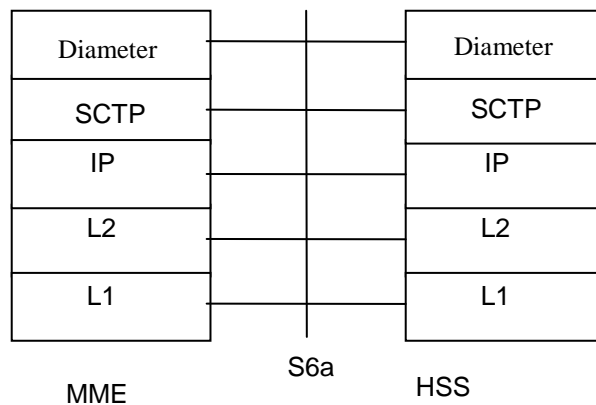 Diameter
SCTP
IP
L2
L1
Diameter
SCTP
IP
L2
L1
S6a
MME
HSS